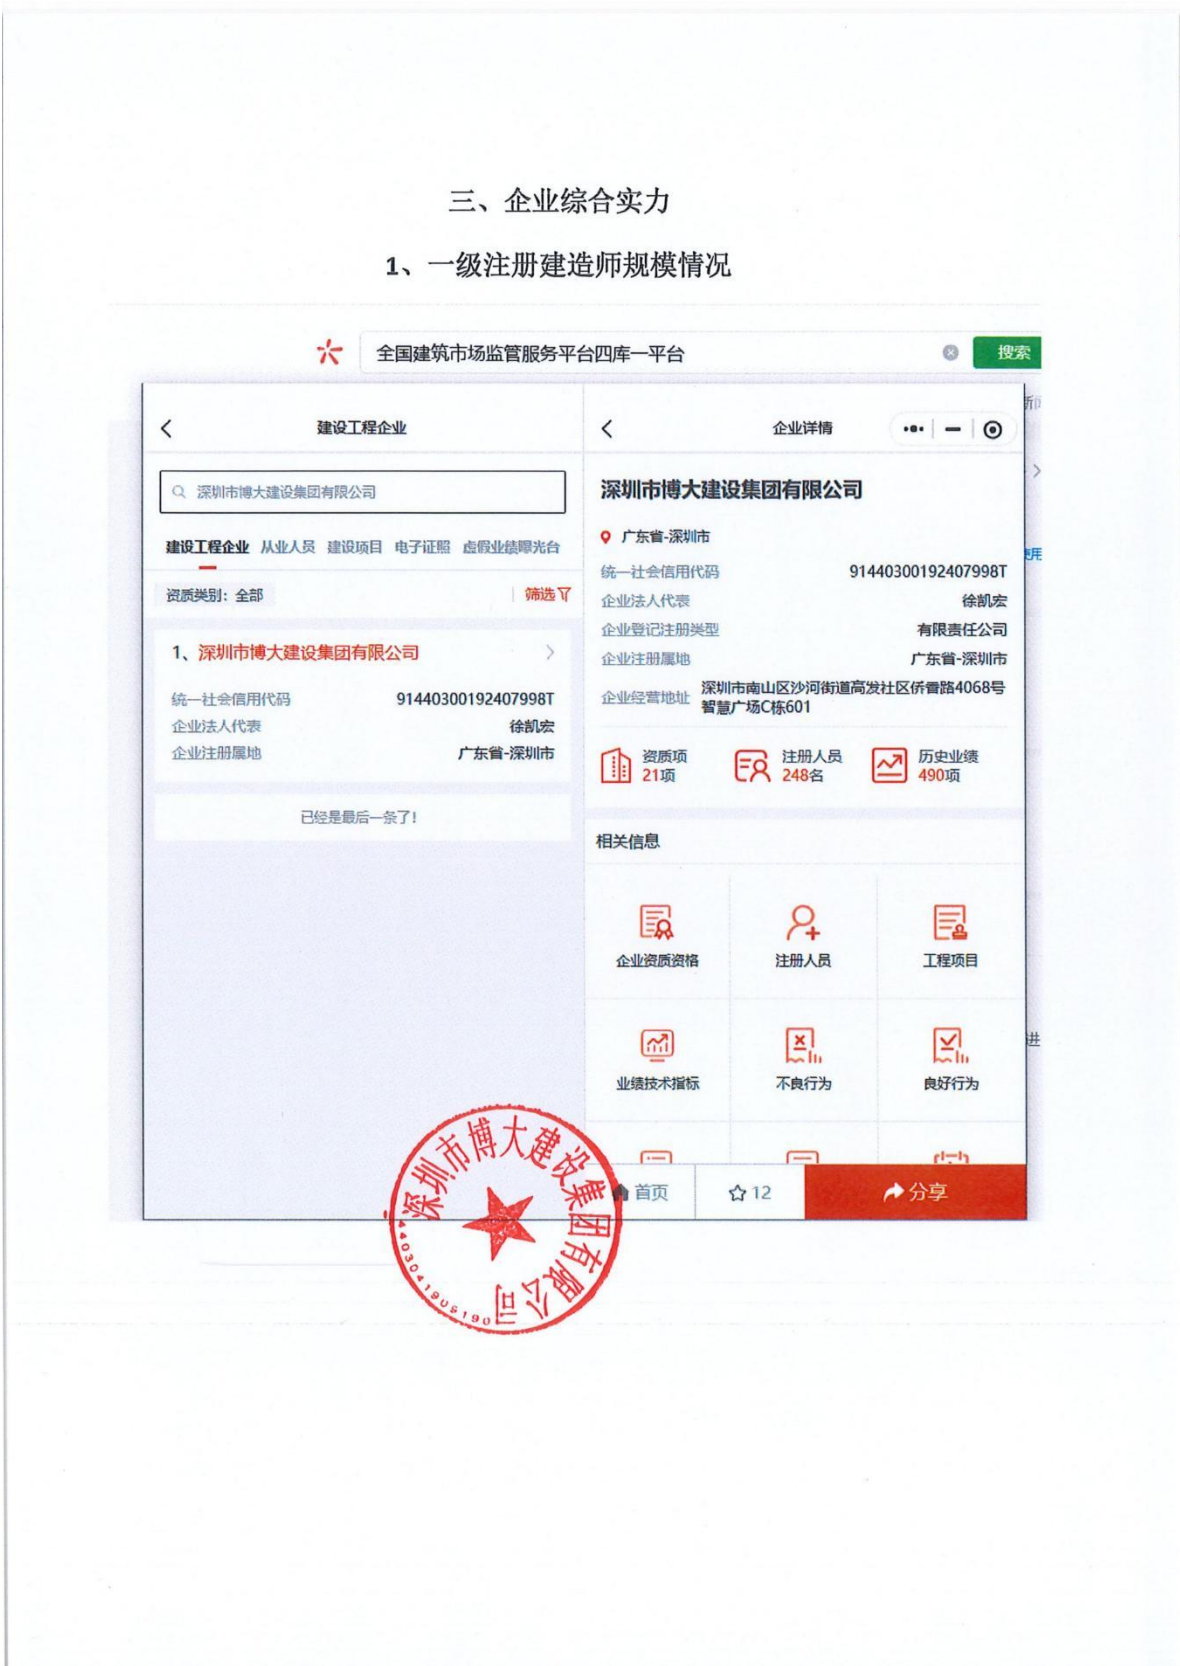 三、企业综合实力
1、一级注册建造师规模情况
全国建筑市场监管服务平台四库一平台
搜索
建设工程企业
深圳市博大建设集团有限公司
建设工程企业 从业人员 建设项目 电子证照 虚假业绩曝光台
资质类别：全部 筛选
1、深圳市博大建设集团有限公司
统一社会信用代码 91440300192407998T
企业法人代表 徐凯宏
企业注册属地 广东省-深圳市
已经是最后一条了!
企业详情
深圳市博大建设集团有限公司
广东省-深圳市
统一社会信用代码 91440300192407998T
企业法人代表 徐凯宏
企业登记注册类型 有限责任公司
企业注册属地 广东省-深圳市
企业经营地址 深圳市南山区沙河街道高发社区侨香路4068号
智慧广场C栋601
资质项 注册人员 历史业绩
21项 248名 490项
相关信息
企业资质资格 注册人员 工程项目
业绩技术指标 不良行为 良好行为
首页 12 分享
使用
进
深圳市博大建设集团有限公司